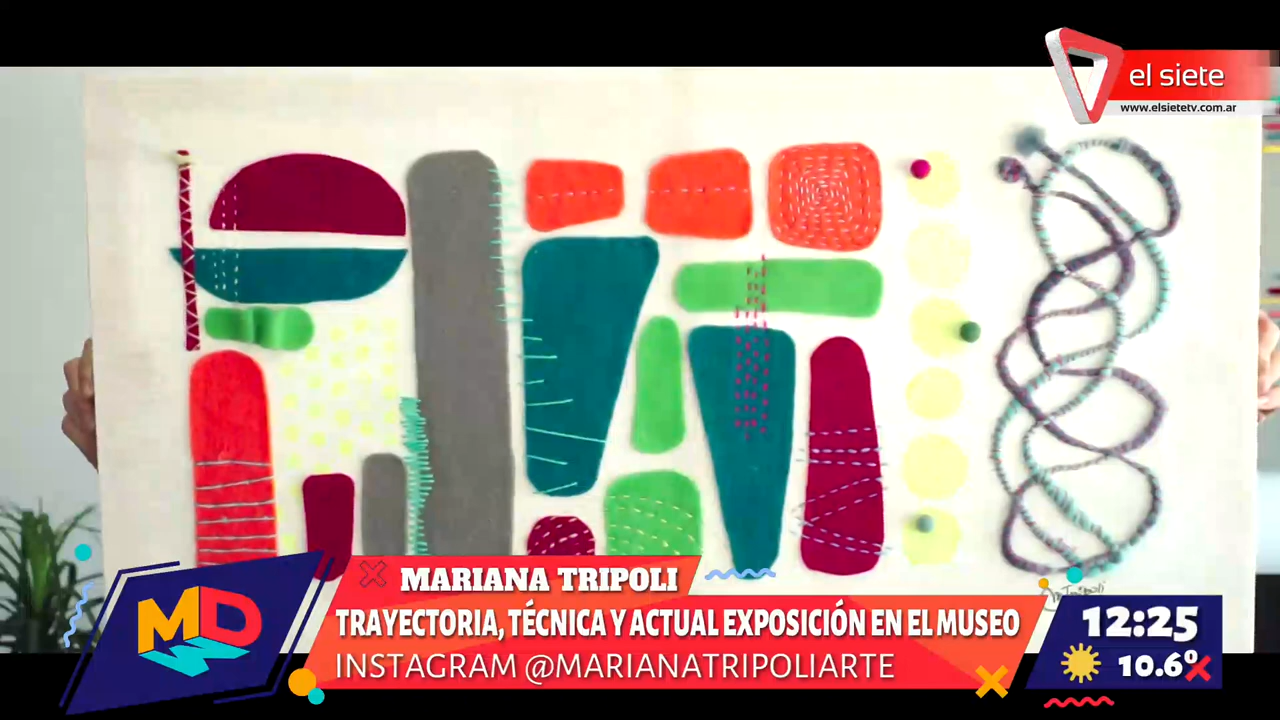 el siete
www.elsietetv.com.ar
MARIANA TRIPOLI
TRAYECTORIA, TÉCNICA Y ACTUAL EXPOSICIÓN EN EL MUSEO
INSTAGRAM @MARIANATRIPOLIARTE
MD
12:25
10.6º